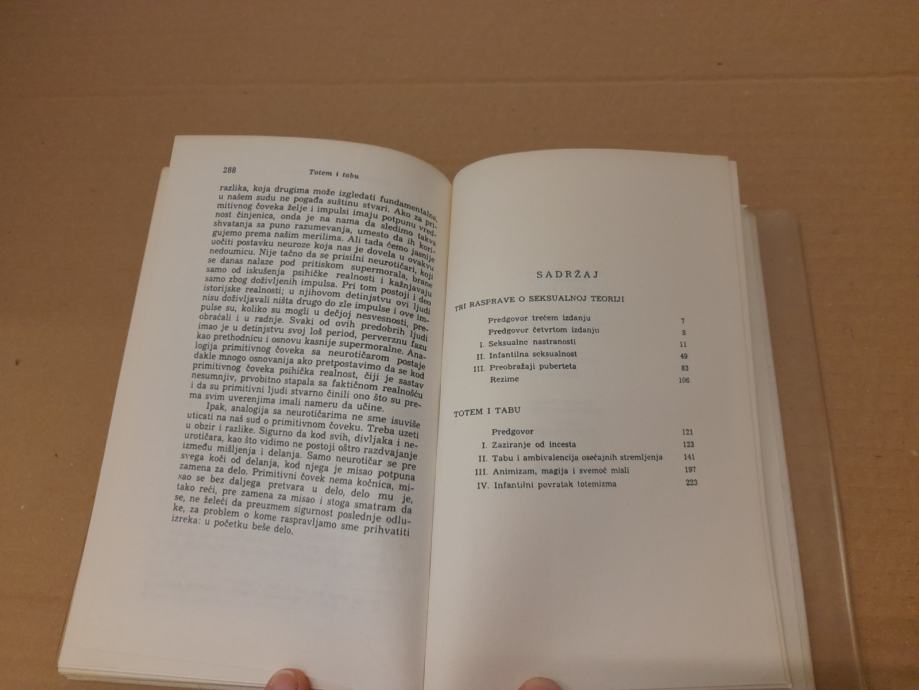 288
Totem i tabu
razlika, koja drugima može izgledati fundamentalna,
u našem sudu ne pogađa suštinu stvari. Ako za pri-
mitivnog čoveka želje i impulsi imaju potpunu vred-
nost činjenica, onda je na nama da sledimo takva
shvatanja sa puno razumevanja, umesto da ih kori-
gujemo prema našim merilima. Ali tada ćemo jasnije
uočiti postavku neuroze koja nas je dovela u ovakvu
nedoumicu. Nije tačno da se prisilni neurotičari, koji
se danas nalaze pod pritiskom supermorala, brane
samo od iskušenja psihičke realnosti i kažnjavaju
samo zbog doživljenih impulsa. Pri tom postoji i deo
istorijske realnosti; u njihovom detinjstvu ovi ljudi
nisu doživljavali ništa drugo do zle impulse i ove im-
pulse su, koliko su mogli u dečjoj nesvesnosti, pre-
obraćali i u radnje. Svaki od ovih predobrih ljudi
imao je u detinjstvu svoj loš period, perverznu fazu
kao prethodnicu i osnovu kasnije supermoralne. Ana-
logija primitivnog čoveka sa neurotičarom postaje
dakle mnogo osnovanija ako pretpostavimo da se kod
primitivnog čoveka psihička realnost, čiji je sastav
nesumnjiv, prvobitno stapala sa faktičnom realnošću
i da su primitivni ljudi stvarno činili ono što su pre-
ma svim uverenjima imali nameru da učine.
Ipak, analogija sa neurotičarima ne sme isuviše
uticati na naš sud o primitivnom čoveku. Treba uzeti
u obzir i razlike. Sigurno da kod svih, divljaka i ne-
urotičara, kao što vidimo ne postoji oštro razdvajanje
između mišljenja i delanja. Samo neurotičar se pre
svega koči od delanja, kod njega je misao potpuna
zamena za delo. Primitivni čovek nema kočnica, mi-
sao se bez daljega pretvara u delo, delo mu je,
tako reći, pre zamena za misao i stoga smatram da
se, ne želeći da preuzmem sigurnost poslednje odlu-
ke, za problem o kome raspravljamo sme prihvatiti
izreka: u početku beše delo.
SADRŽAJ
TRI RASPRAVE O SEKSUALNOJ TEORIJI
Predgovor trećem izdanju 7
Predgovor četvrtom izdanju 8
I. Seksualne nastranosti 11
II. Infantilna seksualnost 49
III. Preobražaji puberteta 83
Rezime 106
TOTEM I TABU
Predgovor 121
I. Zaziranje od incesta 123
II. Tabu i ambivalencija osećajnih stremljenja 141
III. Animizam, magija i svemoć misli 197
IV. Infantilni povratak totemizma 223